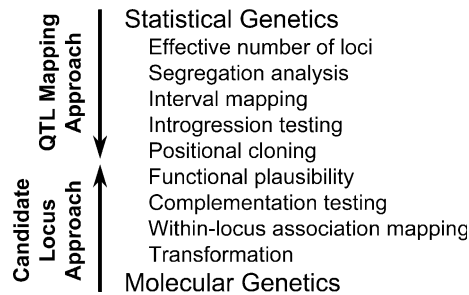 QTL Mapping
Approach
Candidate
Locus
Approach
Statistical Genetics
Effective number of loci
Segregation analysis
Interval mapping
Introgression testing
Positional cloning
Functional plausibility
Complementation testing
Within-locus association mapping
Transformation
Molecular Genetics